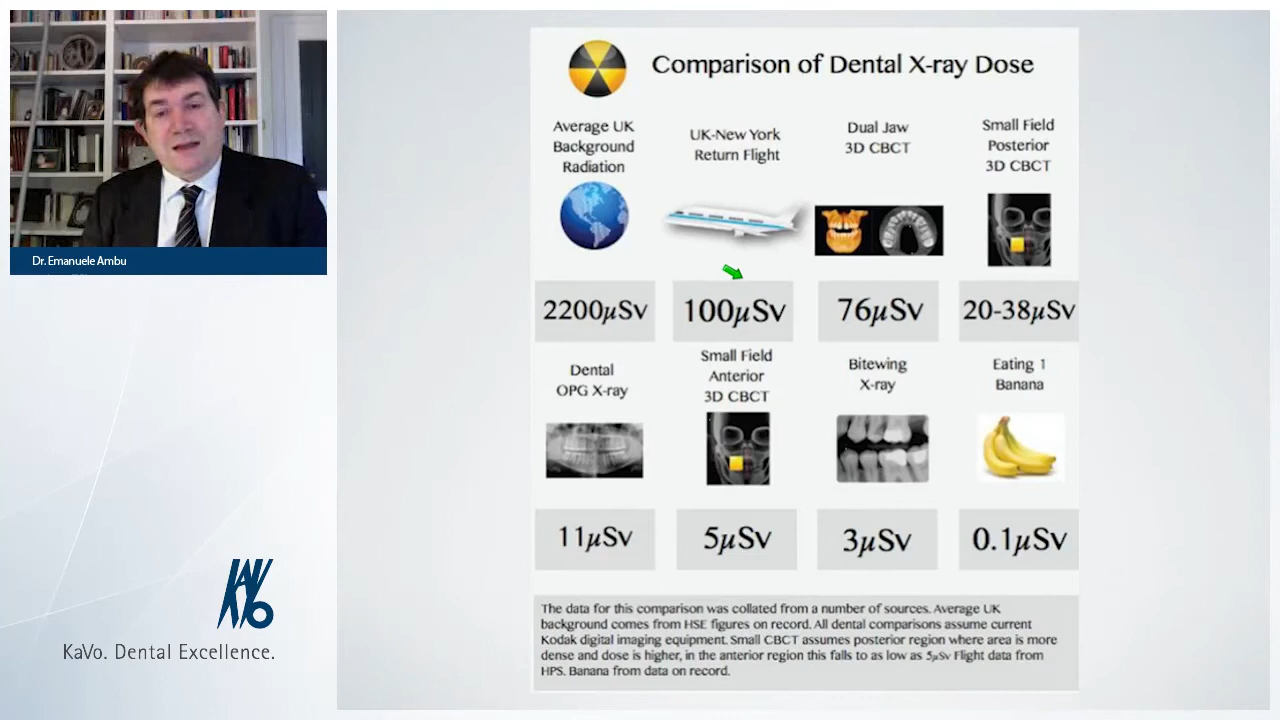 Dr. Emanuele Ambu
KaVo. Dental Excellence.
Comparison of Dental X-ray Dose
Average UK
Background
Radiation
2200μSv
UK-New York
Return Flight
100μSv
Dual Jaw
3D CBCT
76μSv
Small Field
Posterior
3D CBCT
20-38μSv
Dental
OPG X-ray
11μSv
Small Field
Anterior
3D CBCT
5μSv
Bitewing
X-ray
3μSv
Eating 1
Banana
0.1μSv
The data for this comparison was collated from a number of sources. Average UK
background comes from HSE figures on record. All dental comparisons assume current
Kodak digital imaging equipment. Small CBCT assumes posterior region where area is more
dense and dose is higher, in the anterior region this falls to as low as 5μSv Flight data from
HPS. Banana from data on record.